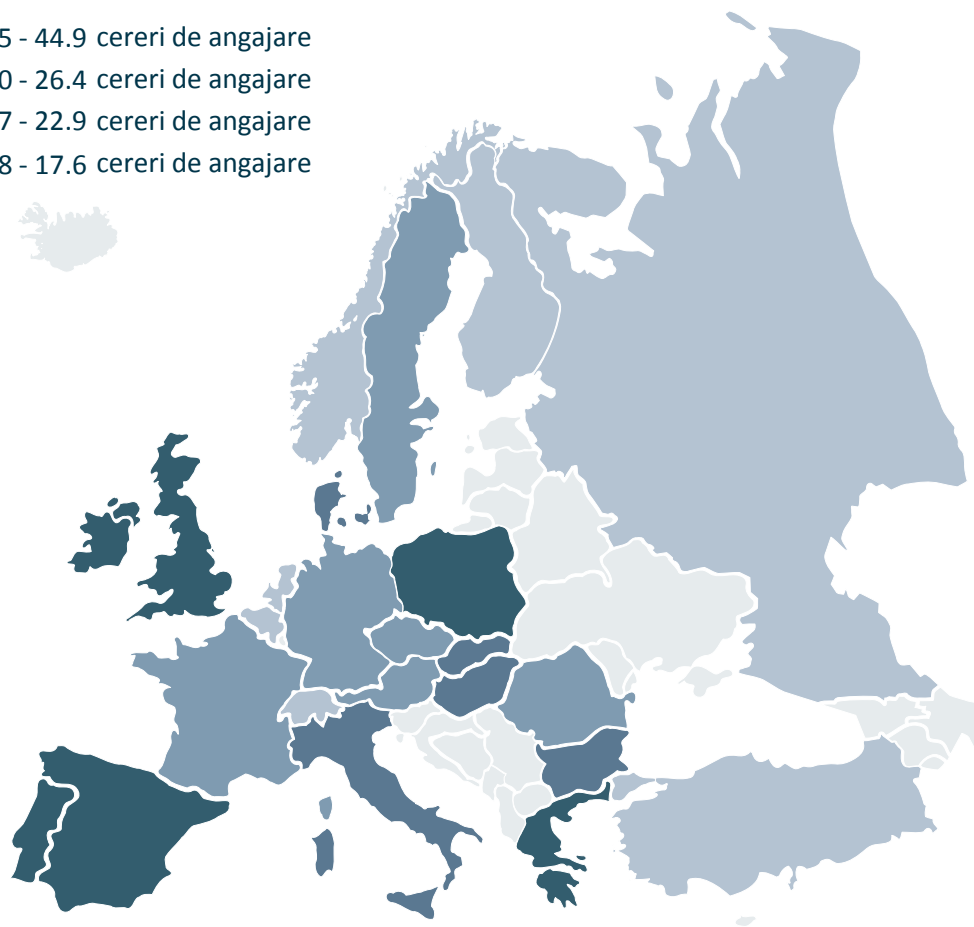 5 - 44.9 cereri de angajare
0 - 26.4 cereri de angajare
7 - 22.9 cereri de angajare
8 - 17.6 cereri de angajare